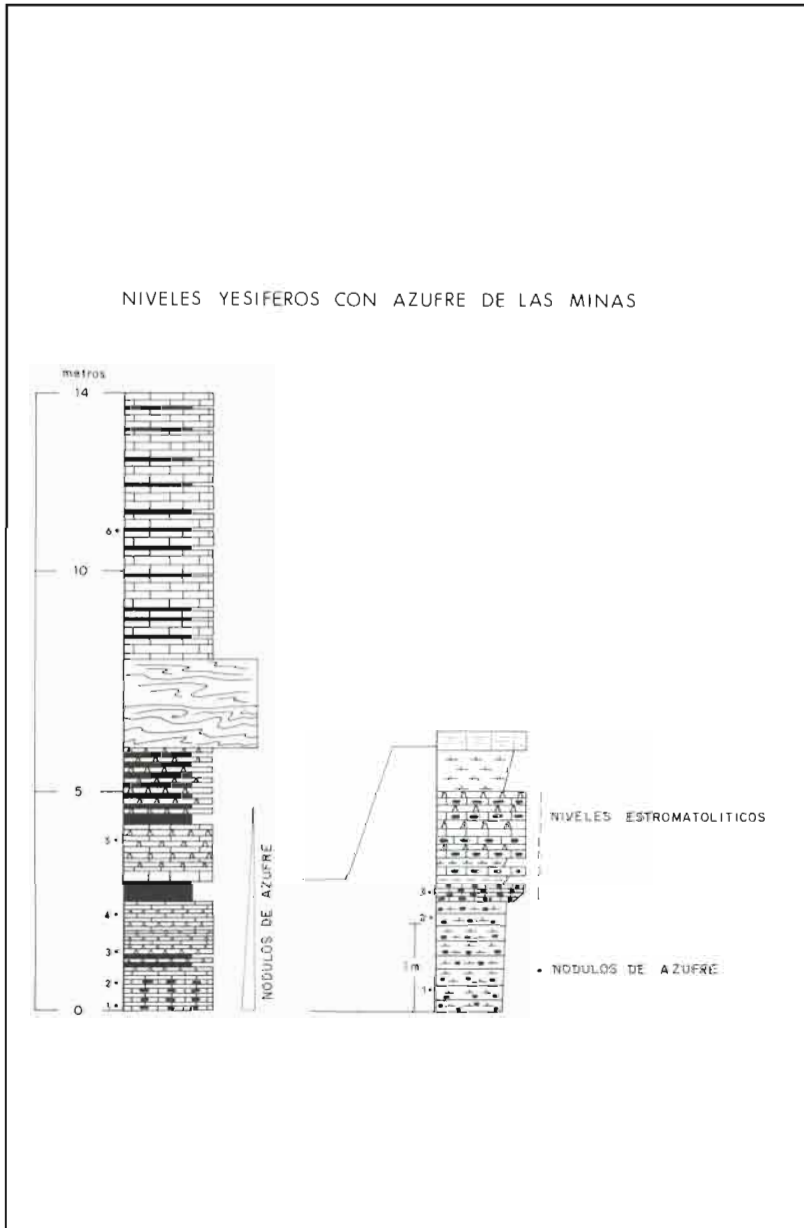 NIVELES YESIFEROS CON AZUFRE DE LAS MINAS
metros
14
6
10
5
5
4
3
2
1
0
NODULOS DE AZUFRE
NIVELES ESTROMATOLITICOS
3
2
m
1
NODULOS DE AZUFRE